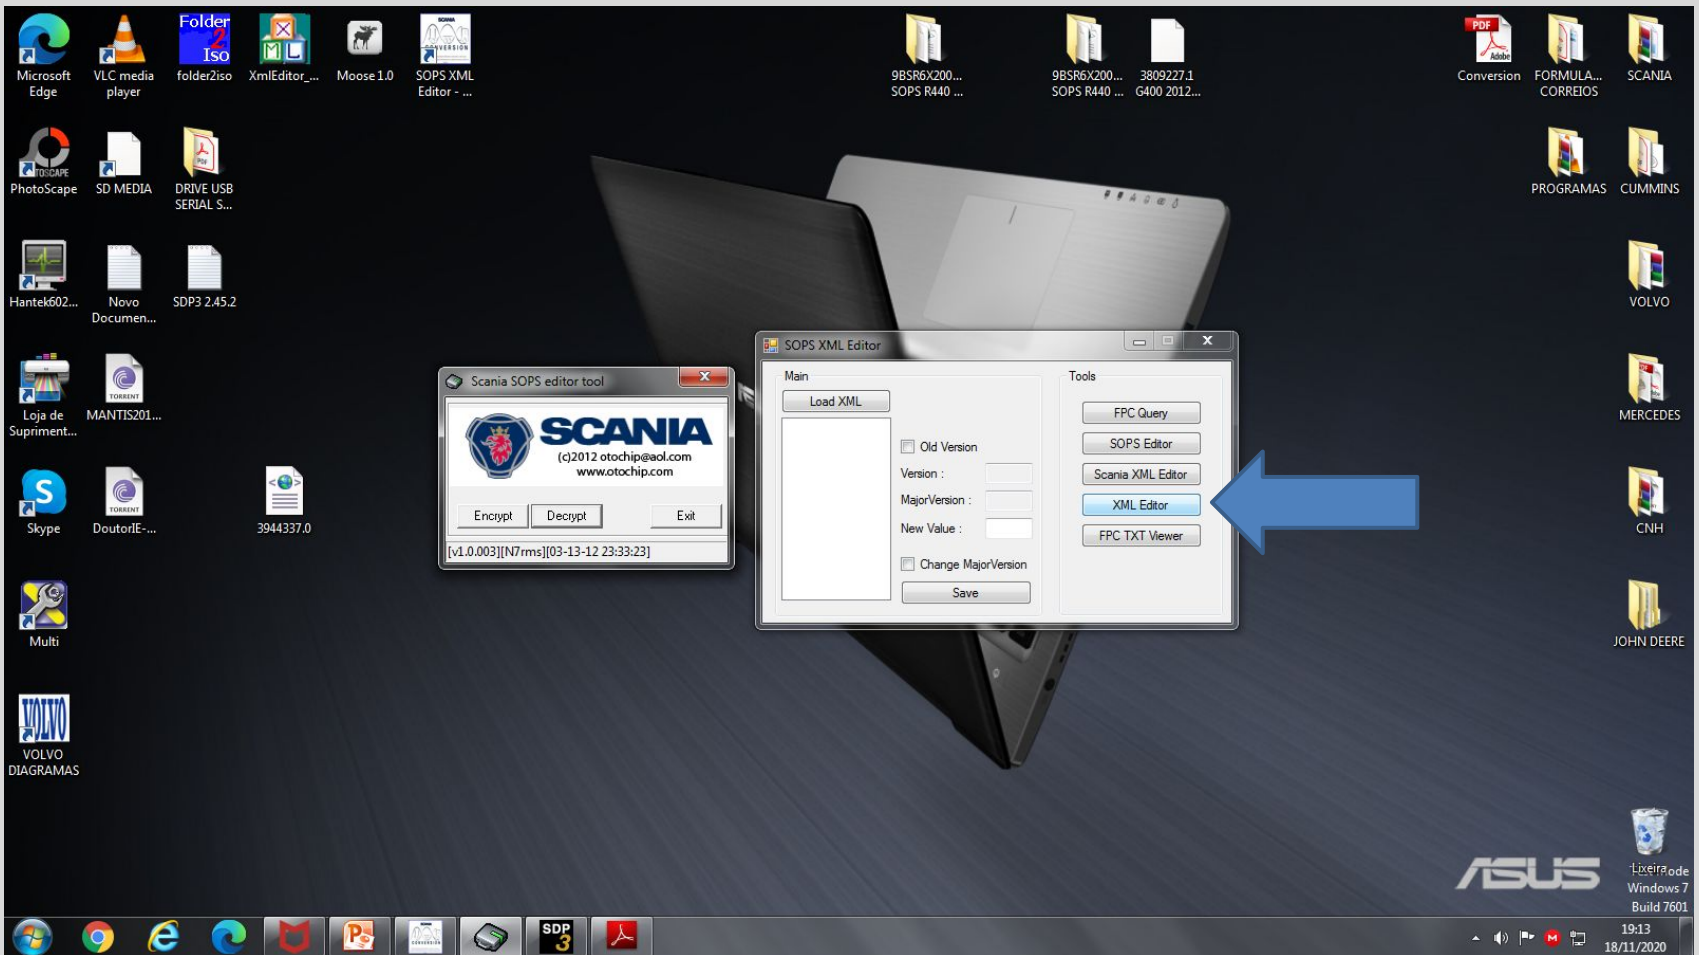 Microsoft
Edge
VLC media
player
Folder
2
Iso
folder2iso
XML
XmlEditor_...
Moose 1.0
SCANIA
CONVERSION
SOPS XML
Editor - ...
9BSR6X200...
SOPS R440 ...
9BSR6X200...
SOPS R440 ...
3809227.1
G400 2012...
PDF
Adobe
Conversion
FORMULA...
CORREIOS
SCANIA
PhotoScape
SD MEDIA
DRIVE USB
SERIAL S...
PROGRAMAS
CUMMINS
Hantek602...
Novo
Documen...
SDP3 2.45.2
VOLVO
Loja de
Supriment...
TORRENT
MANTIS201...
MERCEDES
Skype
TORRENT
DoutorIE-...
3944337.0
CNH
Multi
JOHN DEERE
VOLVO
VOLVO
DIAGRAMAS
Scania SOPS editor tool
SCANIA
(c)2012 otochip@aol.com
www.otochip.com
Encrypt
Decrypt
Exit
[v1.0.003][N7rms][03-13-12 23:33:23]
SOPS XML Editor
Main
Load XML
Old Version
Version :
MajorVersion :
New Value :
Change MajorVersion
Save
Tools
FPC Query
SOPS Editor
Scania XML Editor
XML Editor
FPC TXT Viewer
ASUS
Lixeira
Windows 7
Build 7601
SDP
3
19:13
18/11/2020